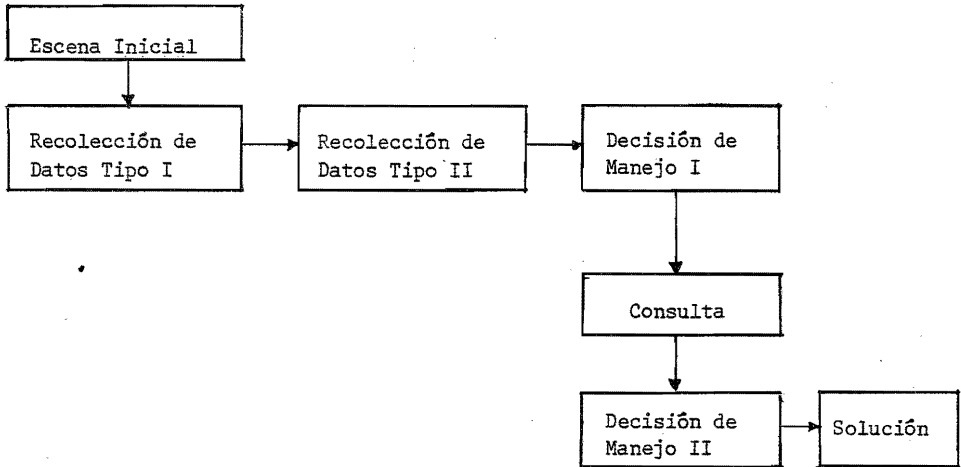 Escena Inicial
Recolección de
Datos Tipo I
Recolección de
Datos Tipo II
Decisión de
Manejo I
Consulta
Decisión de
Manejo II
Solución